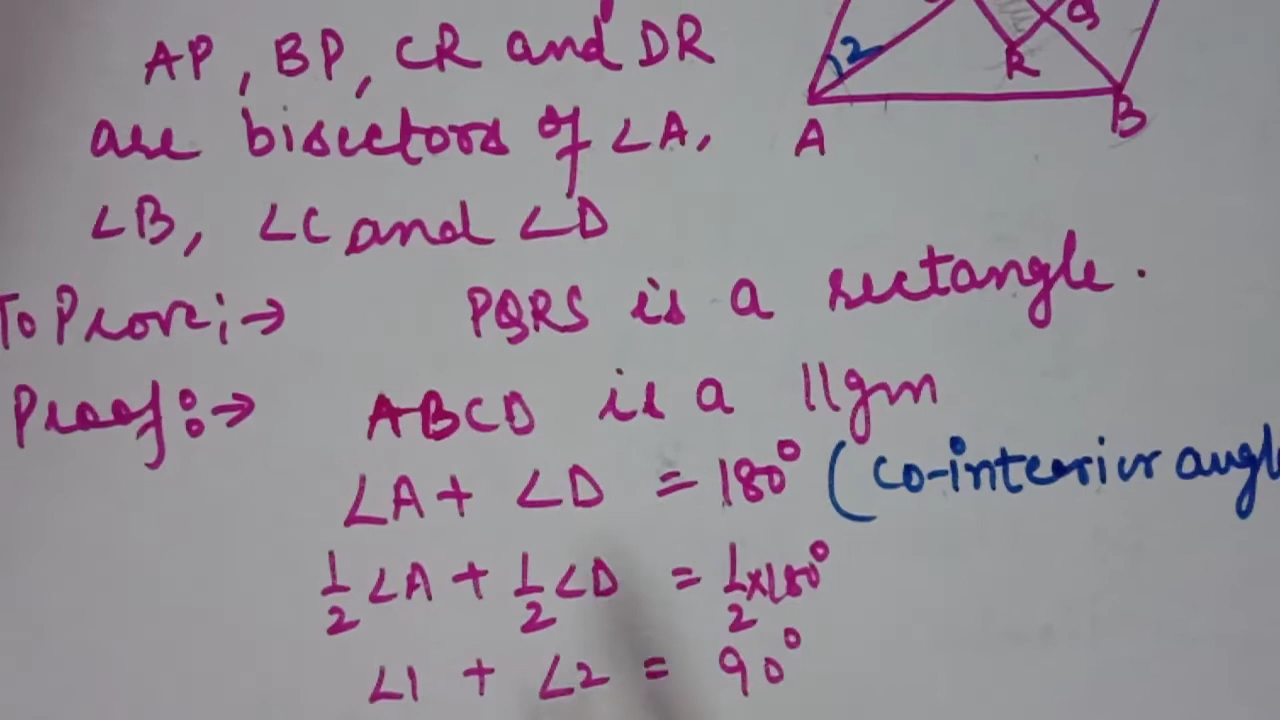 AP, BP, CR and DR
are bisectors of ∠A,
∠B, ∠C and ∠D
To Prove:→ PQRS is a rectangle.
Proof:→ ABCD is a ||gm
∠A + ∠D = 180° (co-interior angl
1/2 ∠A + 1/2 ∠D = 1/2 × 180°
∠1 + ∠2 = 90°
2
Q
R
A
B